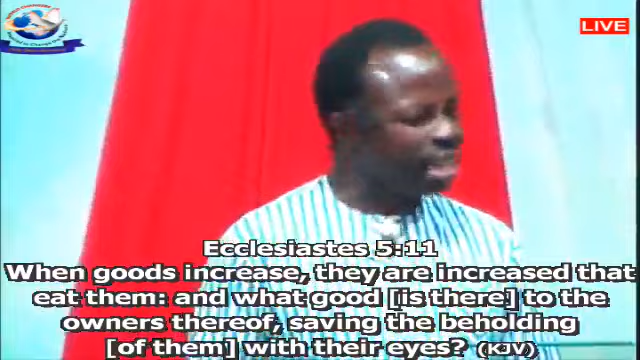 LIVE
Ecclesiastes 5:11
When goods increase, they are increased that
eat them: and what good [is there] to the
owners thereof, saving the beholding
[of them] with their eyes? (KJV)